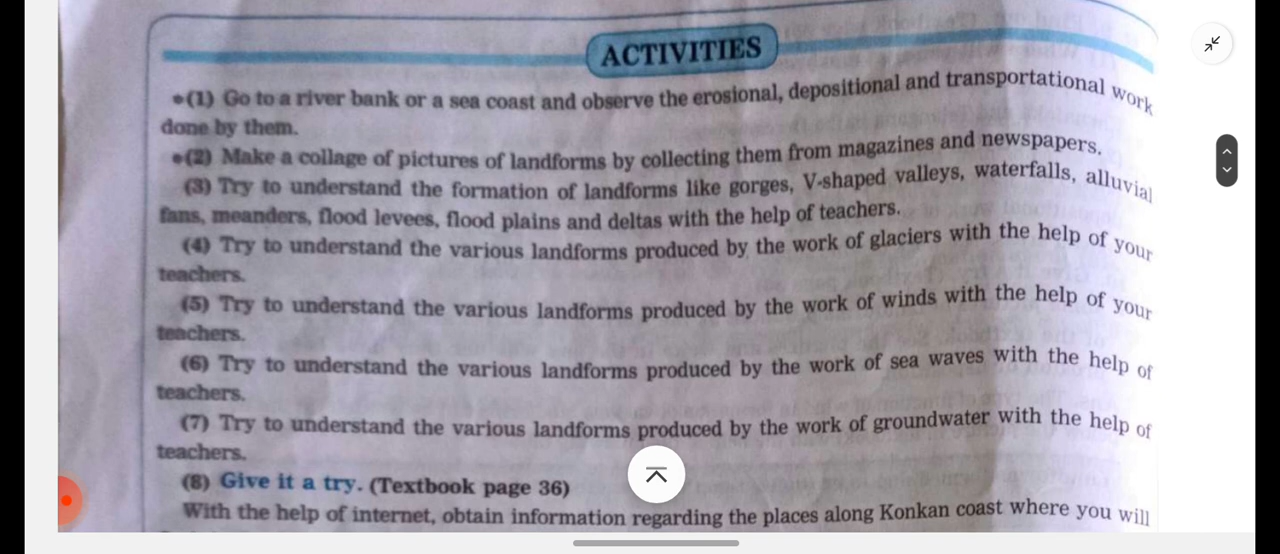 ACTIVITIES
•(1) Go to a river bank or a sea coast and observe the erosional, depositional and transportational work
done by them.
•(2) Make a collage of pictures of landforms by collecting them from magazines and newspapers.
(3) Try to understand the formation of landforms like gorges, V-shaped valleys, waterfalls, alluvial
fans, meanders, flood levees, flood plains and deltas with the help of teachers.
(4) Try to understand the various landforms produced by the work of glaciers with the help of your
teachers.
(5) Try to understand the various landforms produced by the work of winds with the help of your
teachers.
(6) Try to understand the various landforms produced by the work of sea waves with the help of
teachers.
(7) Try to understand the various landforms produced by the work of groundwater with the help of
teachers.
(8) Give it a try. (Textbook page 36)
With the help of internet, obtain information regarding the places along Konkan coast where you will